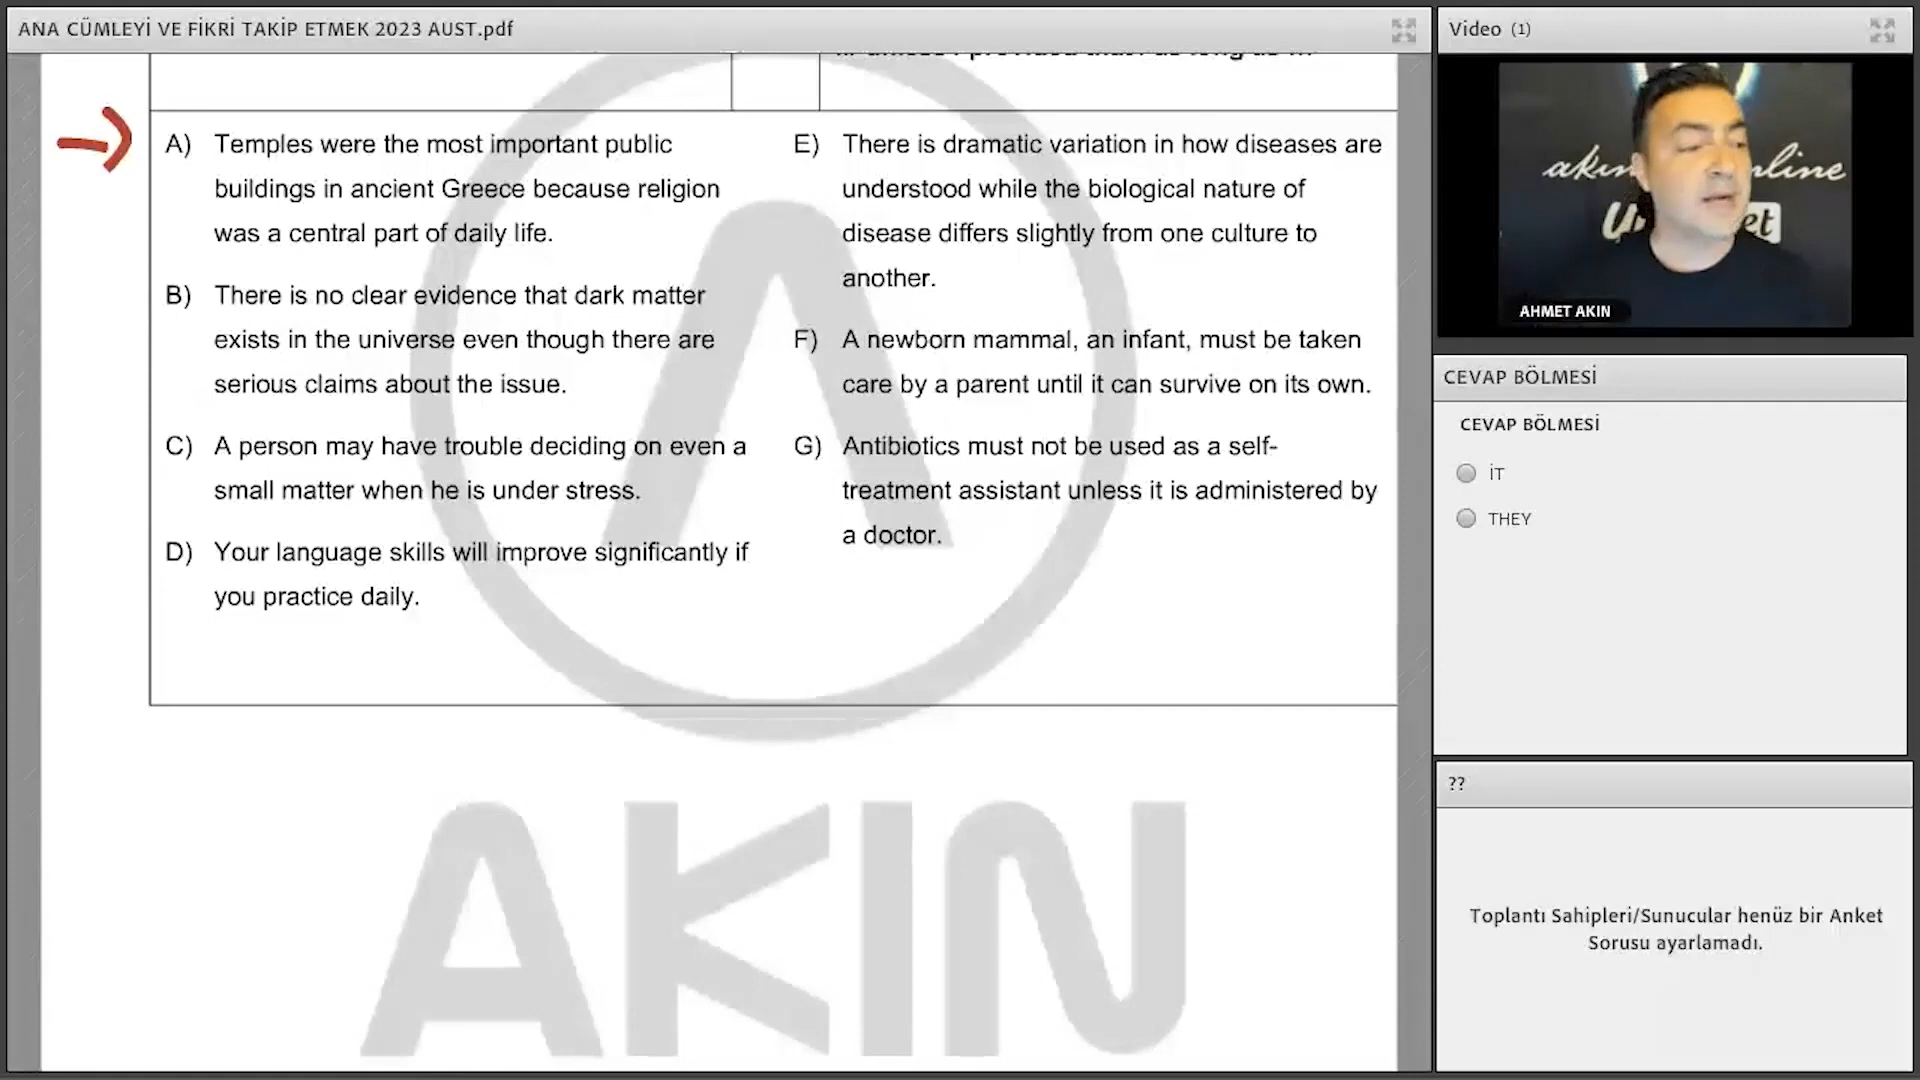 ANA CÜMLEYİ VE FİKRİ TAKİP ETMEK 2023 AUST.pdf
A) Temples were the most important public
buildings in ancient Greece because religion
was a central part of daily life.
B) There is no clear evidence that dark matter
exists in the universe even though there are
serious claims about the issue.
C) A person may have trouble deciding on even a
small matter when he is under stress.
D) Your language skills will improve significantly if
you practice daily.
E) There is dramatic variation in how diseases are
understood while the biological nature of
disease differs slightly from one culture to
another.
F) A newborn mammal, an infant, must be taken
care by a parent until it can survive on its own.
G) Antibiotics must not be used as a self-
treatment assistant unless it is administered by
a doctor.
AKIN
Video (1)
AHMET AKIN
CEVAP BÖLMESİ
CEVAP BÖLMESİ
İT
THEY
??
Toplantı Sahipleri/Sunucular henüz bir Anket
Sorusu ayarlamadı.